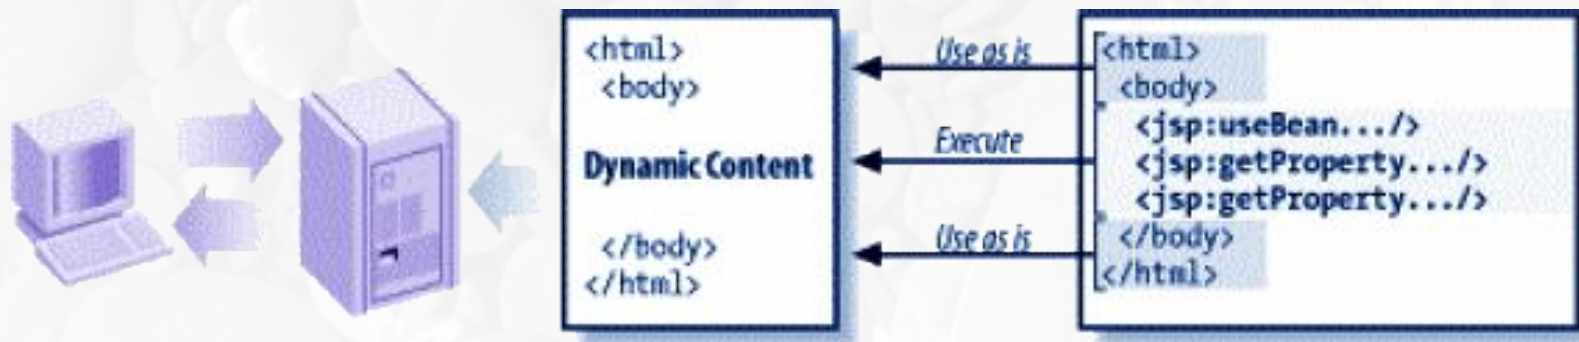 <html>
<body>
Dynamic Content
</body>
</html>
Use as is
Execute
Use as is
<html>
<body>
<jsp:useBean.../>
<jsp:getProperty.../>
<jsp:getProperty.../>
</body>
</html>